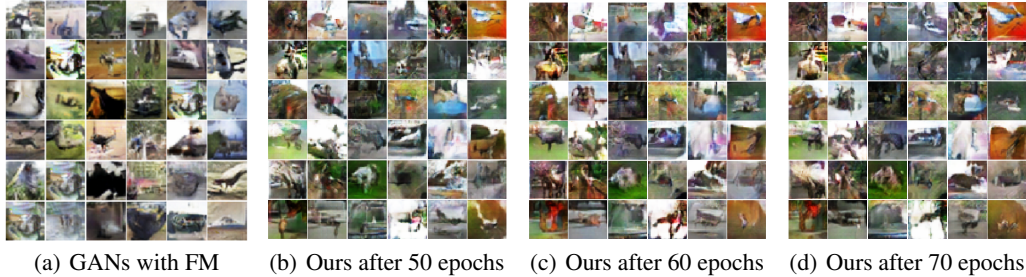 (a) GANs with FM
(b) Ours after 50 epochs
(c) Ours after 60 epochs
(d) Ours after 70 epochs